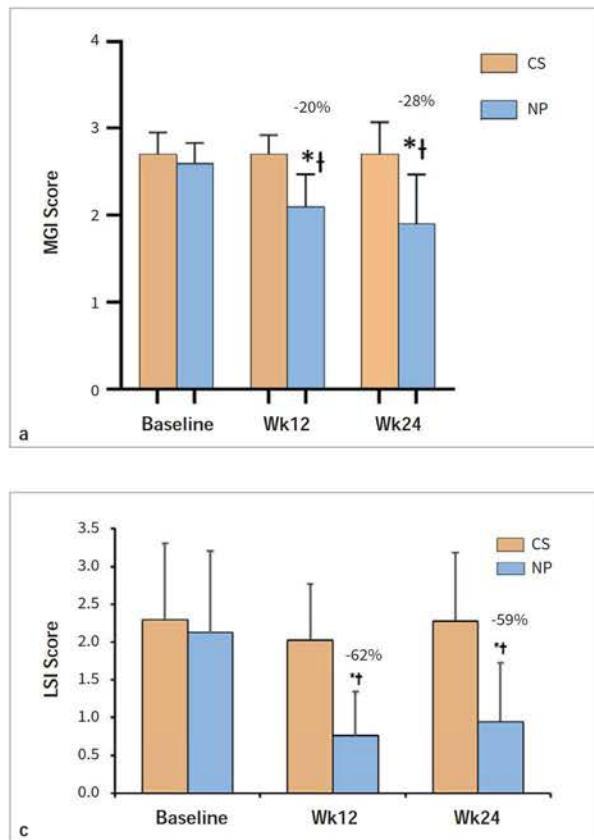 4
3
2
1
0
MGI Score
CS
NP
-20%
-28%
*†
*†
Baseline Wk12 Wk24
a
3.5
3.0
2.5
2.0
1.5
1.0
0.5
0.0
LSI Score
CS
NP
-62%
-59%
*†
*†
Baseline Wk12 Wk24
c